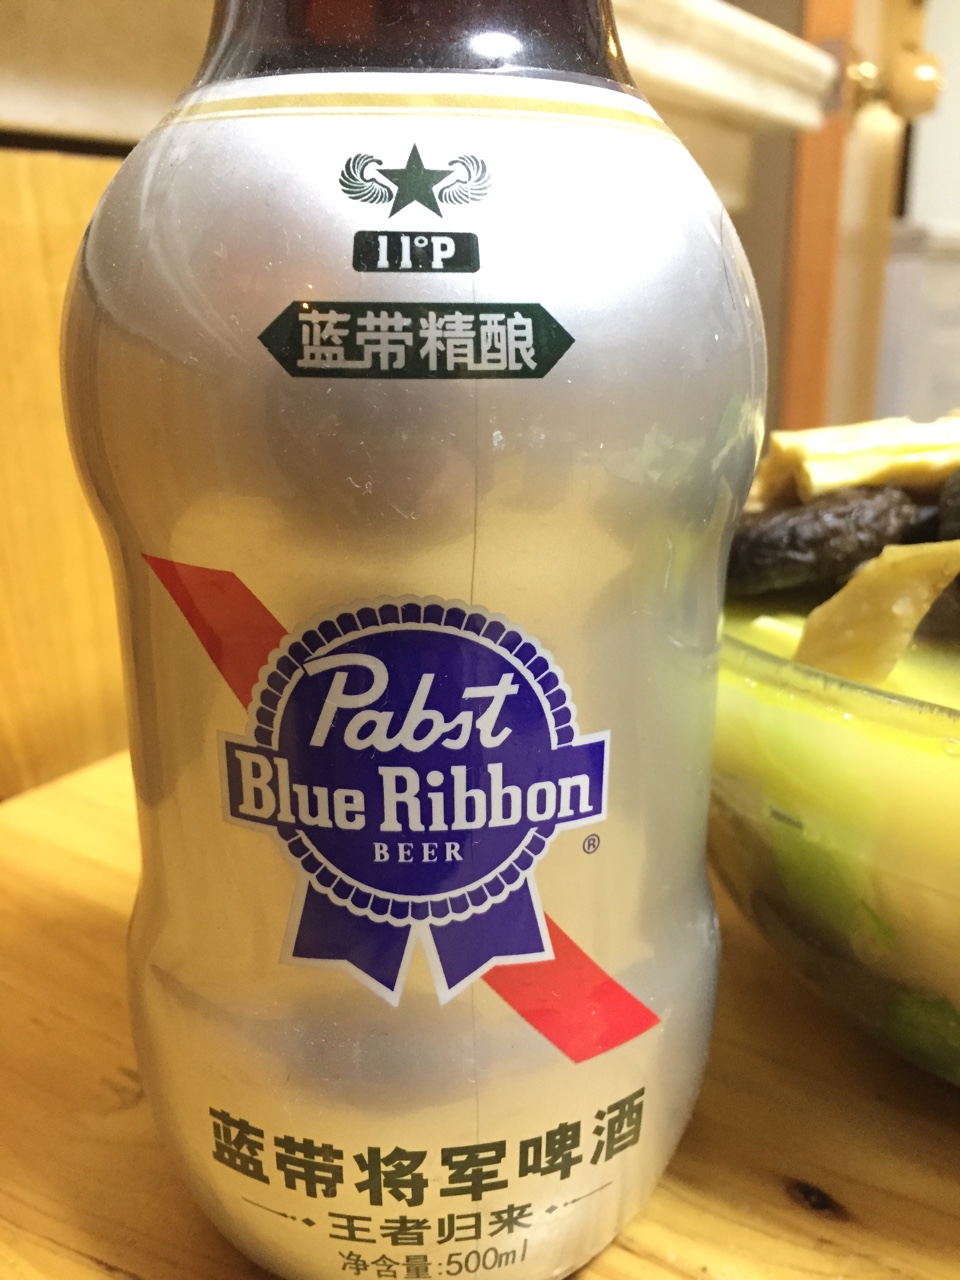 11°P
蓝带精酿
Pabst
Blue Ribbon
BEER
®
蓝带将军啤酒
王者归来
净含量:500ml